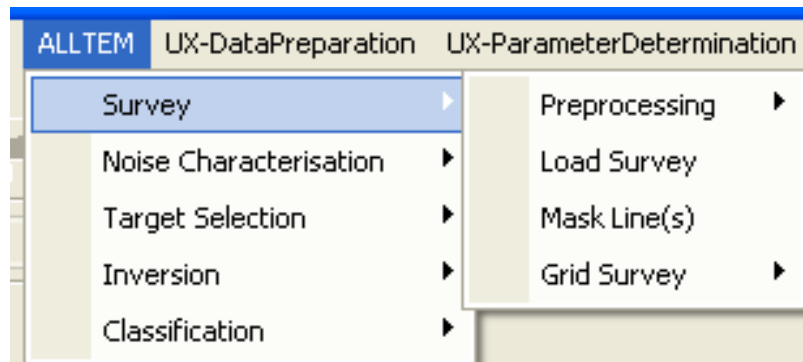 ALLTEM UX-DataPreparation UX-ParameterDetermination
Survey
Noise Characterisation
Target Selection
Inversion
Classification
Preprocessing
Load Survey
Mask Line(s)
Grid Survey